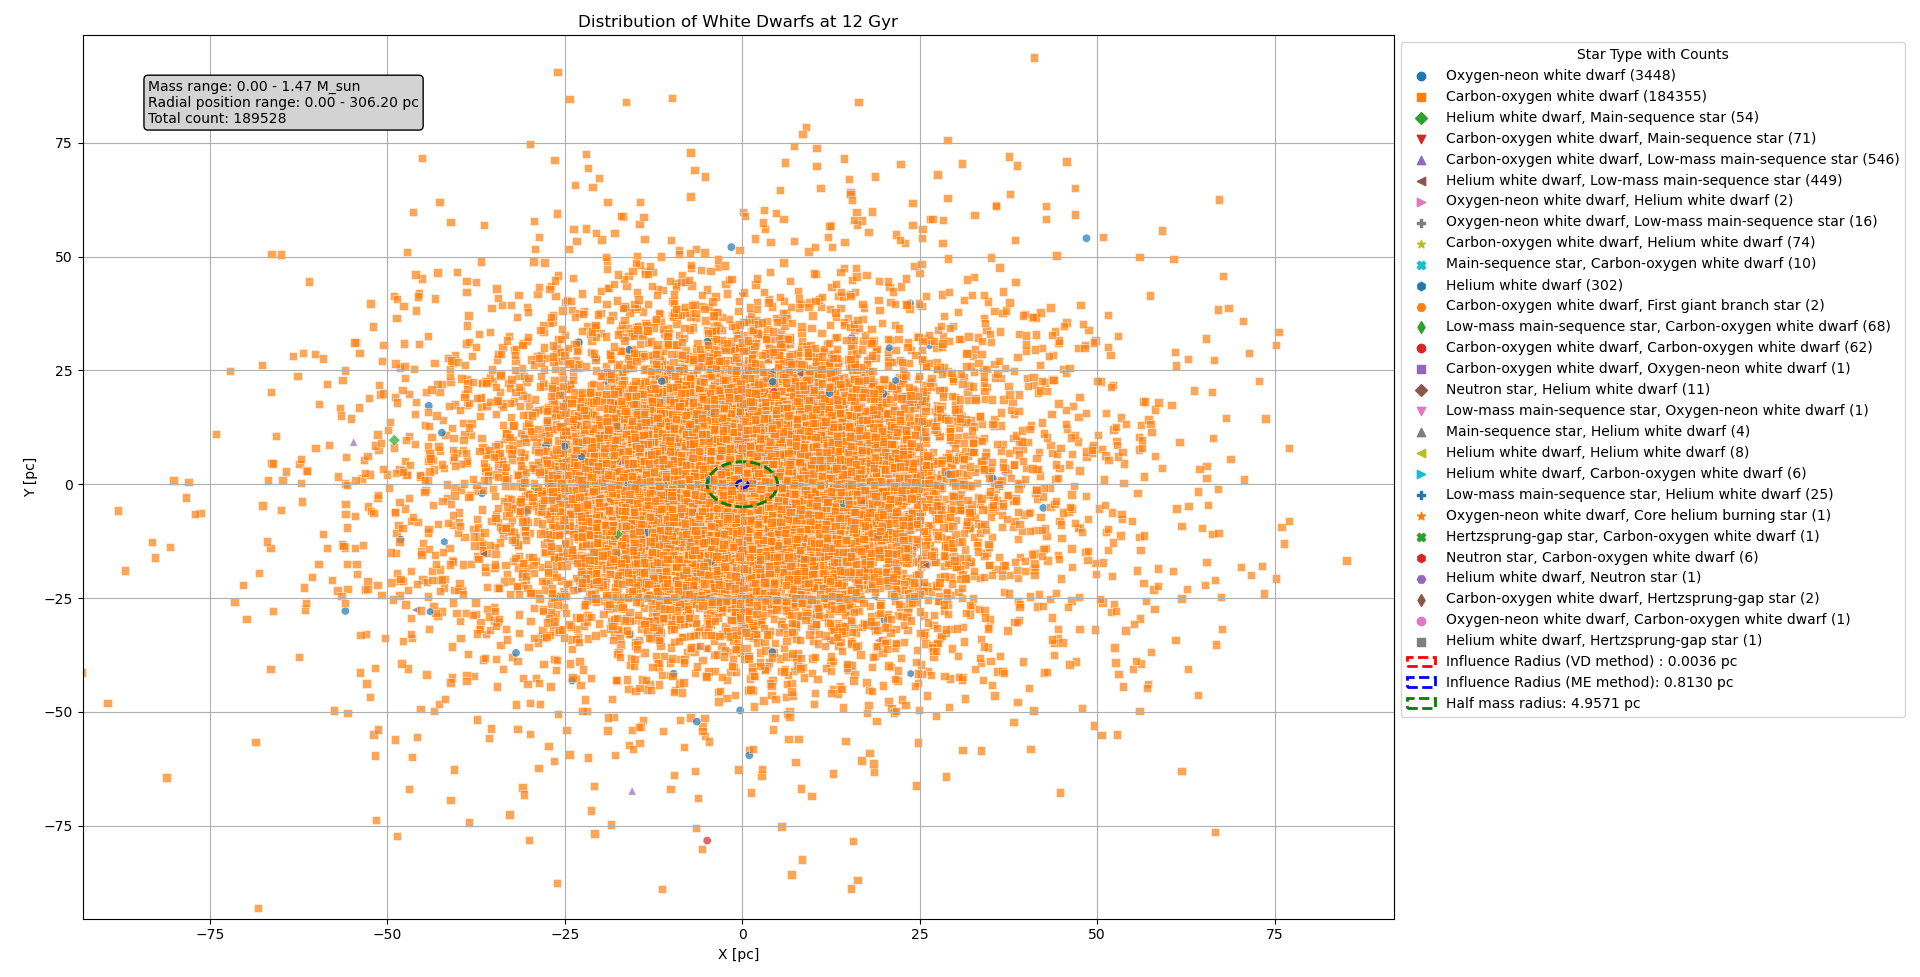 Distribution of White Dwarfs at 12 Gyr
Mass range: 0.00 - 1.47 M_sun
Radial position range: 0.00 - 306.20 pc
Total count: 189528
75
50
25
0
−25
−50
−75
Y [pc]
−75
−50
−25
0
25
50
75
X [pc]
Star Type with Counts
Oxygen-neon white dwarf (3448)
Carbon-oxygen white dwarf (184355)
Helium white dwarf, Main-sequence star (54)
Carbon-oxygen white dwarf, Main-sequence star (71)
Carbon-oxygen white dwarf, Low-mass main-sequence star (546)
Helium white dwarf, Low-mass main-sequence star (449)
Oxygen-neon white dwarf, Helium white dwarf (2)
Oxygen-neon white dwarf, Low-mass main-sequence star (16)
Carbon-oxygen white dwarf, Helium white dwarf (74)
Main-sequence star, Carbon-oxygen white dwarf (10)
Helium white dwarf (302)
Carbon-oxygen white dwarf, First giant branch star (2)
Low-mass main-sequence star, Carbon-oxygen white dwarf (68)
Carbon-oxygen white dwarf, Carbon-oxygen white dwarf (62)
Carbon-oxygen white dwarf, Oxygen-neon white dwarf (1)
Neutron star, Helium white dwarf (11)
Low-mass main-sequence star, Oxygen-neon white dwarf (1)
Main-sequence star, Helium white dwarf (4)
Helium white dwarf, Helium white dwarf (8)
Helium white dwarf, Carbon-oxygen white dwarf (6)
Low-mass main-sequence star, Helium white dwarf (25)
Oxygen-neon white dwarf, Core helium burning star (1)
Hertzsprung-gap star, Carbon-oxygen white dwarf (1)
Neutron star, Carbon-oxygen white dwarf (6)
Helium white dwarf, Neutron star (1)
Carbon-oxygen white dwarf, Hertzsprung-gap star (2)
Oxygen-neon white dwarf, Carbon-oxygen white dwarf (1)
Helium white dwarf, Hertzsprung-gap star (1)
Influence Radius (VD method) : 0.0036 pc
Influence Radius (ME method): 0.8130 pc
Half mass radius: 4.9571 pc